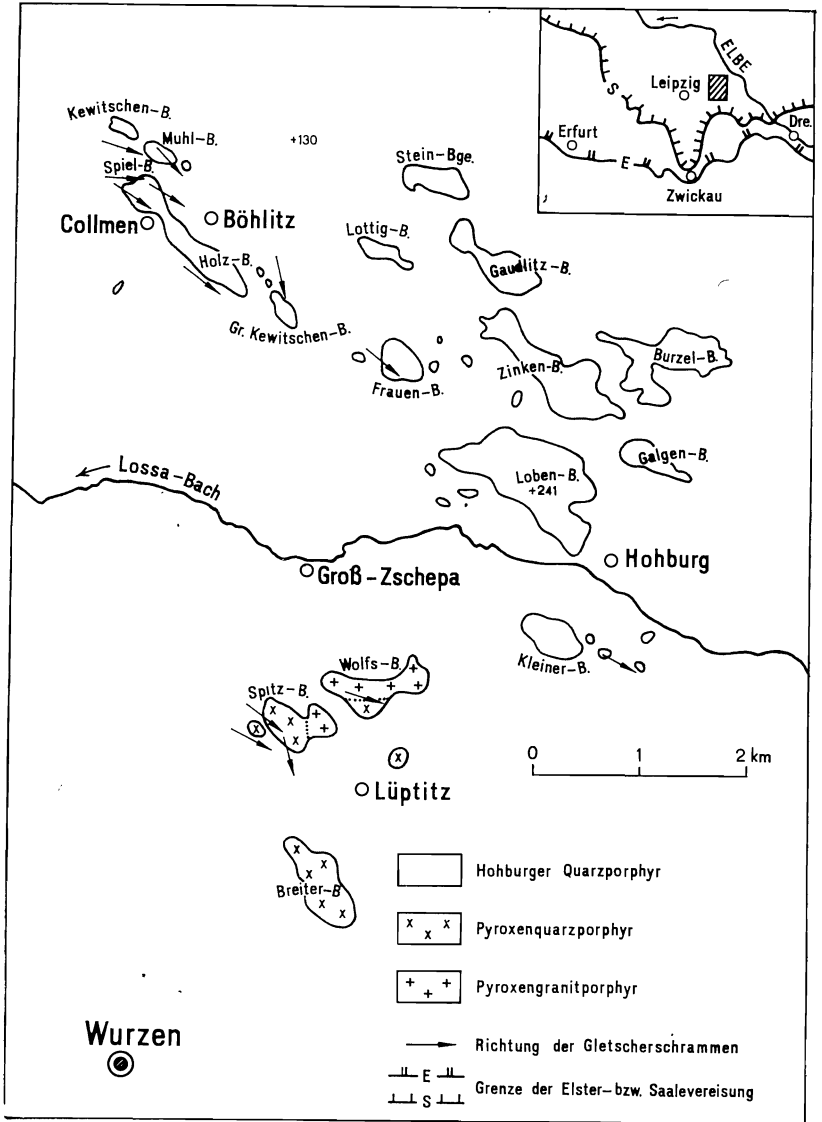 ELBE
Leipzig
S
Dre.
Erfurt
E
Zwickau
Kewitschen-B.
Muhl-B.
+130
Spiel-B.
Stein-Bge.
Collmen
Böhlitz
Lottig-B.
Holz-B.
Gaudlitz-B.
Gr. Kewitschen-B.
Zinken-B.
Burzel-B.
Frauen-B.
Lossa-Bach
Loben-B.
+241
Galgen-B.
Groß-Zschepa
Hohburg
Kleiner-B.
Wolfs-B.
Spitz-B.
0 1 2 km
Lüptitz
Breiter-B
Hohburger Quarzporphyr
Pyroxenquarzporphyr
Pyroxengranitporphyr
Wurzen
Richtung der Gletscherschrammen
E
S
Grenze der Elster-bzw. Saalevereisung